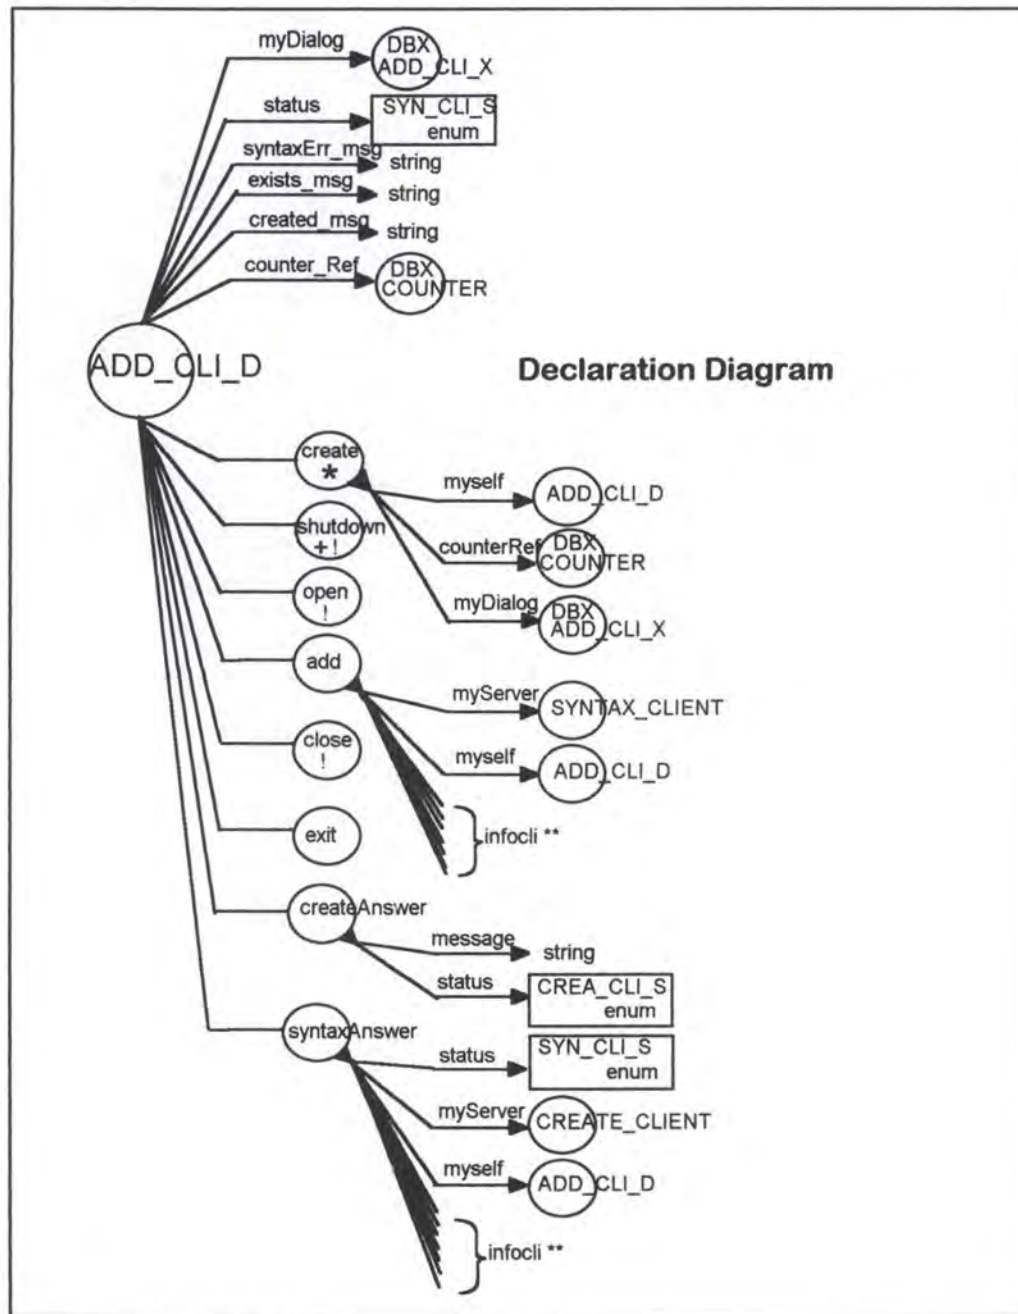 myDialog
DBX
ADD_CLI_X
status
SYN_CLI_S
enum
syntaxErr_msg
string
exists_msg
string
created_msg
string
counter_Ref
DBX
COUNTER
ADD_CLI_D
Declaration Diagram
create
*
myself
ADD_CLI_D
shutdown
+ !
counterRef
DBX
COUNTER
open
!
myDialog
DBX
ADD_CLI_X
add
myServer
SYNTAX_CLIENT
close
!
myself
ADD_CLI_D
exit
infocli **
createAnswer
message
string
status
CREA_CLI_S
enum
syntaxAnswer
status
SYN_CLI_S
enum
myServer
CREATE_CLIENT
myself
ADD_CLI_D
infocli **